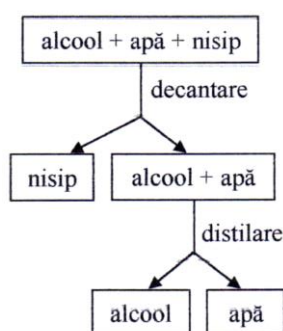 alcool + apă + nisip
decantare
nisip
alcool + apă
distilare
alcool
apă